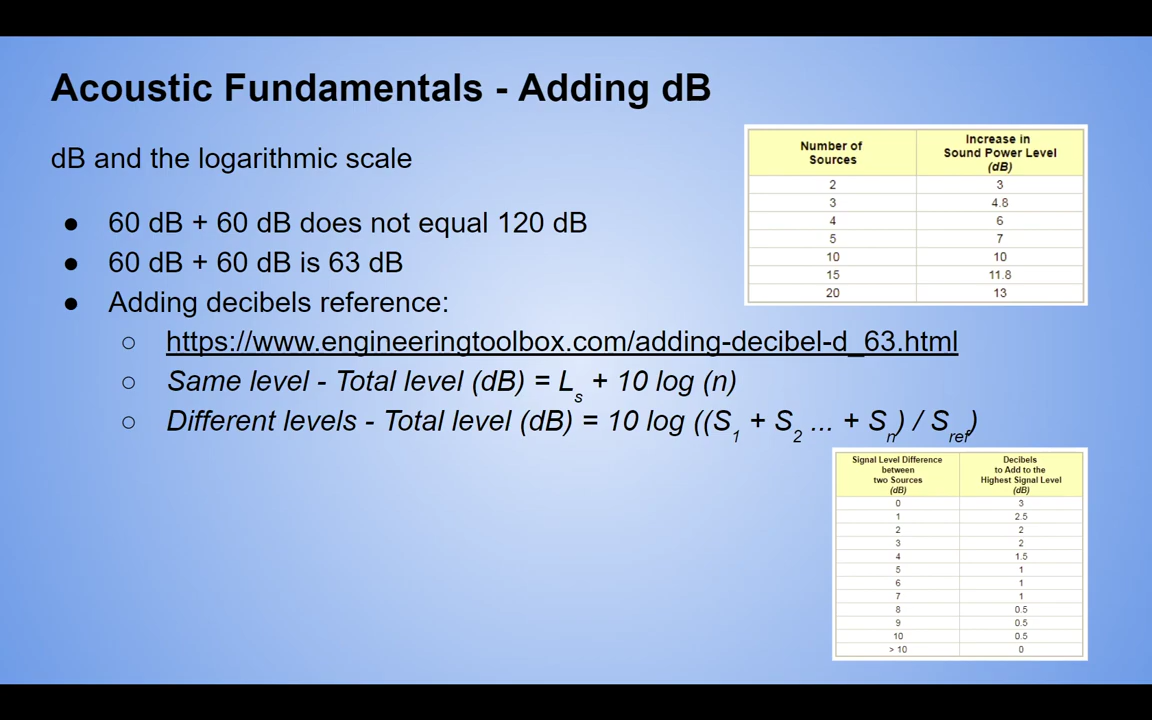 Acoustic Fundamentals - Adding dB
dB and the logarithmic scale
● 60 dB + 60 dB does not equal 120 dB
● 60 dB + 60 dB is 63 dB
● Adding decibels reference:
○ https://www.engineeringtoolbox.com/adding-decibel-d_63.html
○ Same level - Total level (dB) = Ls + 10 log (n)
○ Different levels - Total level (dB) = 10 log ((S1 + S2 ... + Sn) / Sref)
Number of Sources | Increase in Sound Power Level (dB)
2 | 3
3 | 4.8
4 | 6
5 | 7
10 | 10
15 | 11.8
20 | 13
Signal Level Difference between two Sources (dB) | Decibels to Add to the Highest Signal Level (dB)
0 | 3
1 | 2.5
2 | 2
3 | 2
4 | 1.5
5 | 1
6 | 1
7 | 1
8 | 0.5
9 | 0.5
10 | 0.5
> 10 | 0